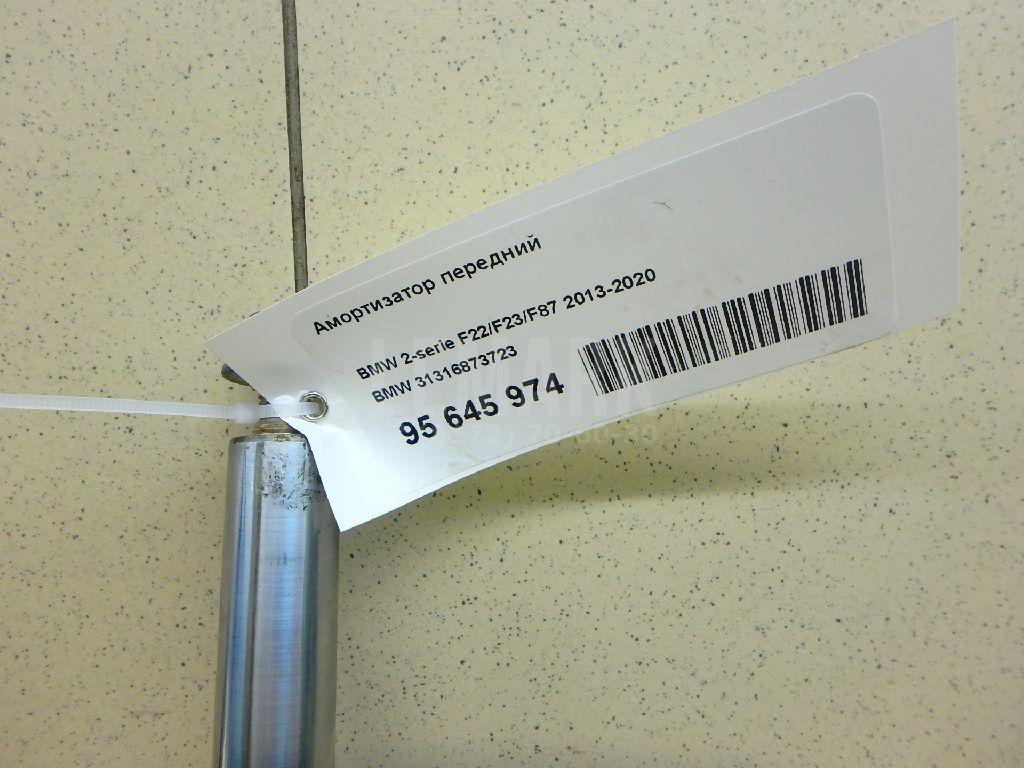 Амортизатор передний
BMW 2-serie F22/F23/F87 2013-2020
BMW 31316873723
95 645 974